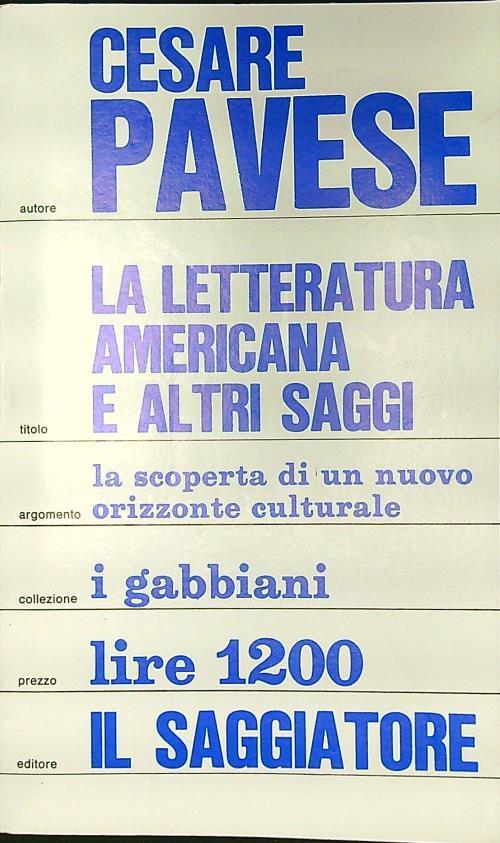 CESARE
autore PAVESE
LA LETTERATURA
AMERICANA
titolo E ALTRI SAGGI
la scoperta di un nuovo
argomento orizzonte culturale
collezione i gabbiani
prezzo lire 1200
editore IL SAGGIATORE